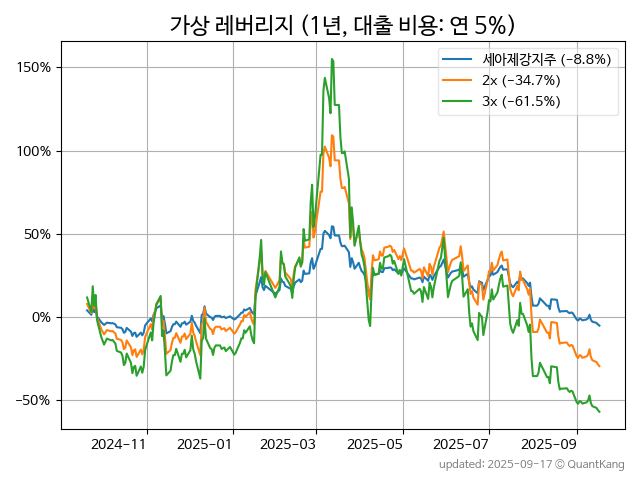 가상 레버리지 (1년, 대출 비용: 연 5%)
세아제강지주 (−8.8%)
2x (−34.7%)
3x (−61.5%)
150%
100%
50%
0%
−50%
2024-11 2025-01 2025-03 2025-05 2025-07 2025-09
updated: 2025-09-17 © QuantKang